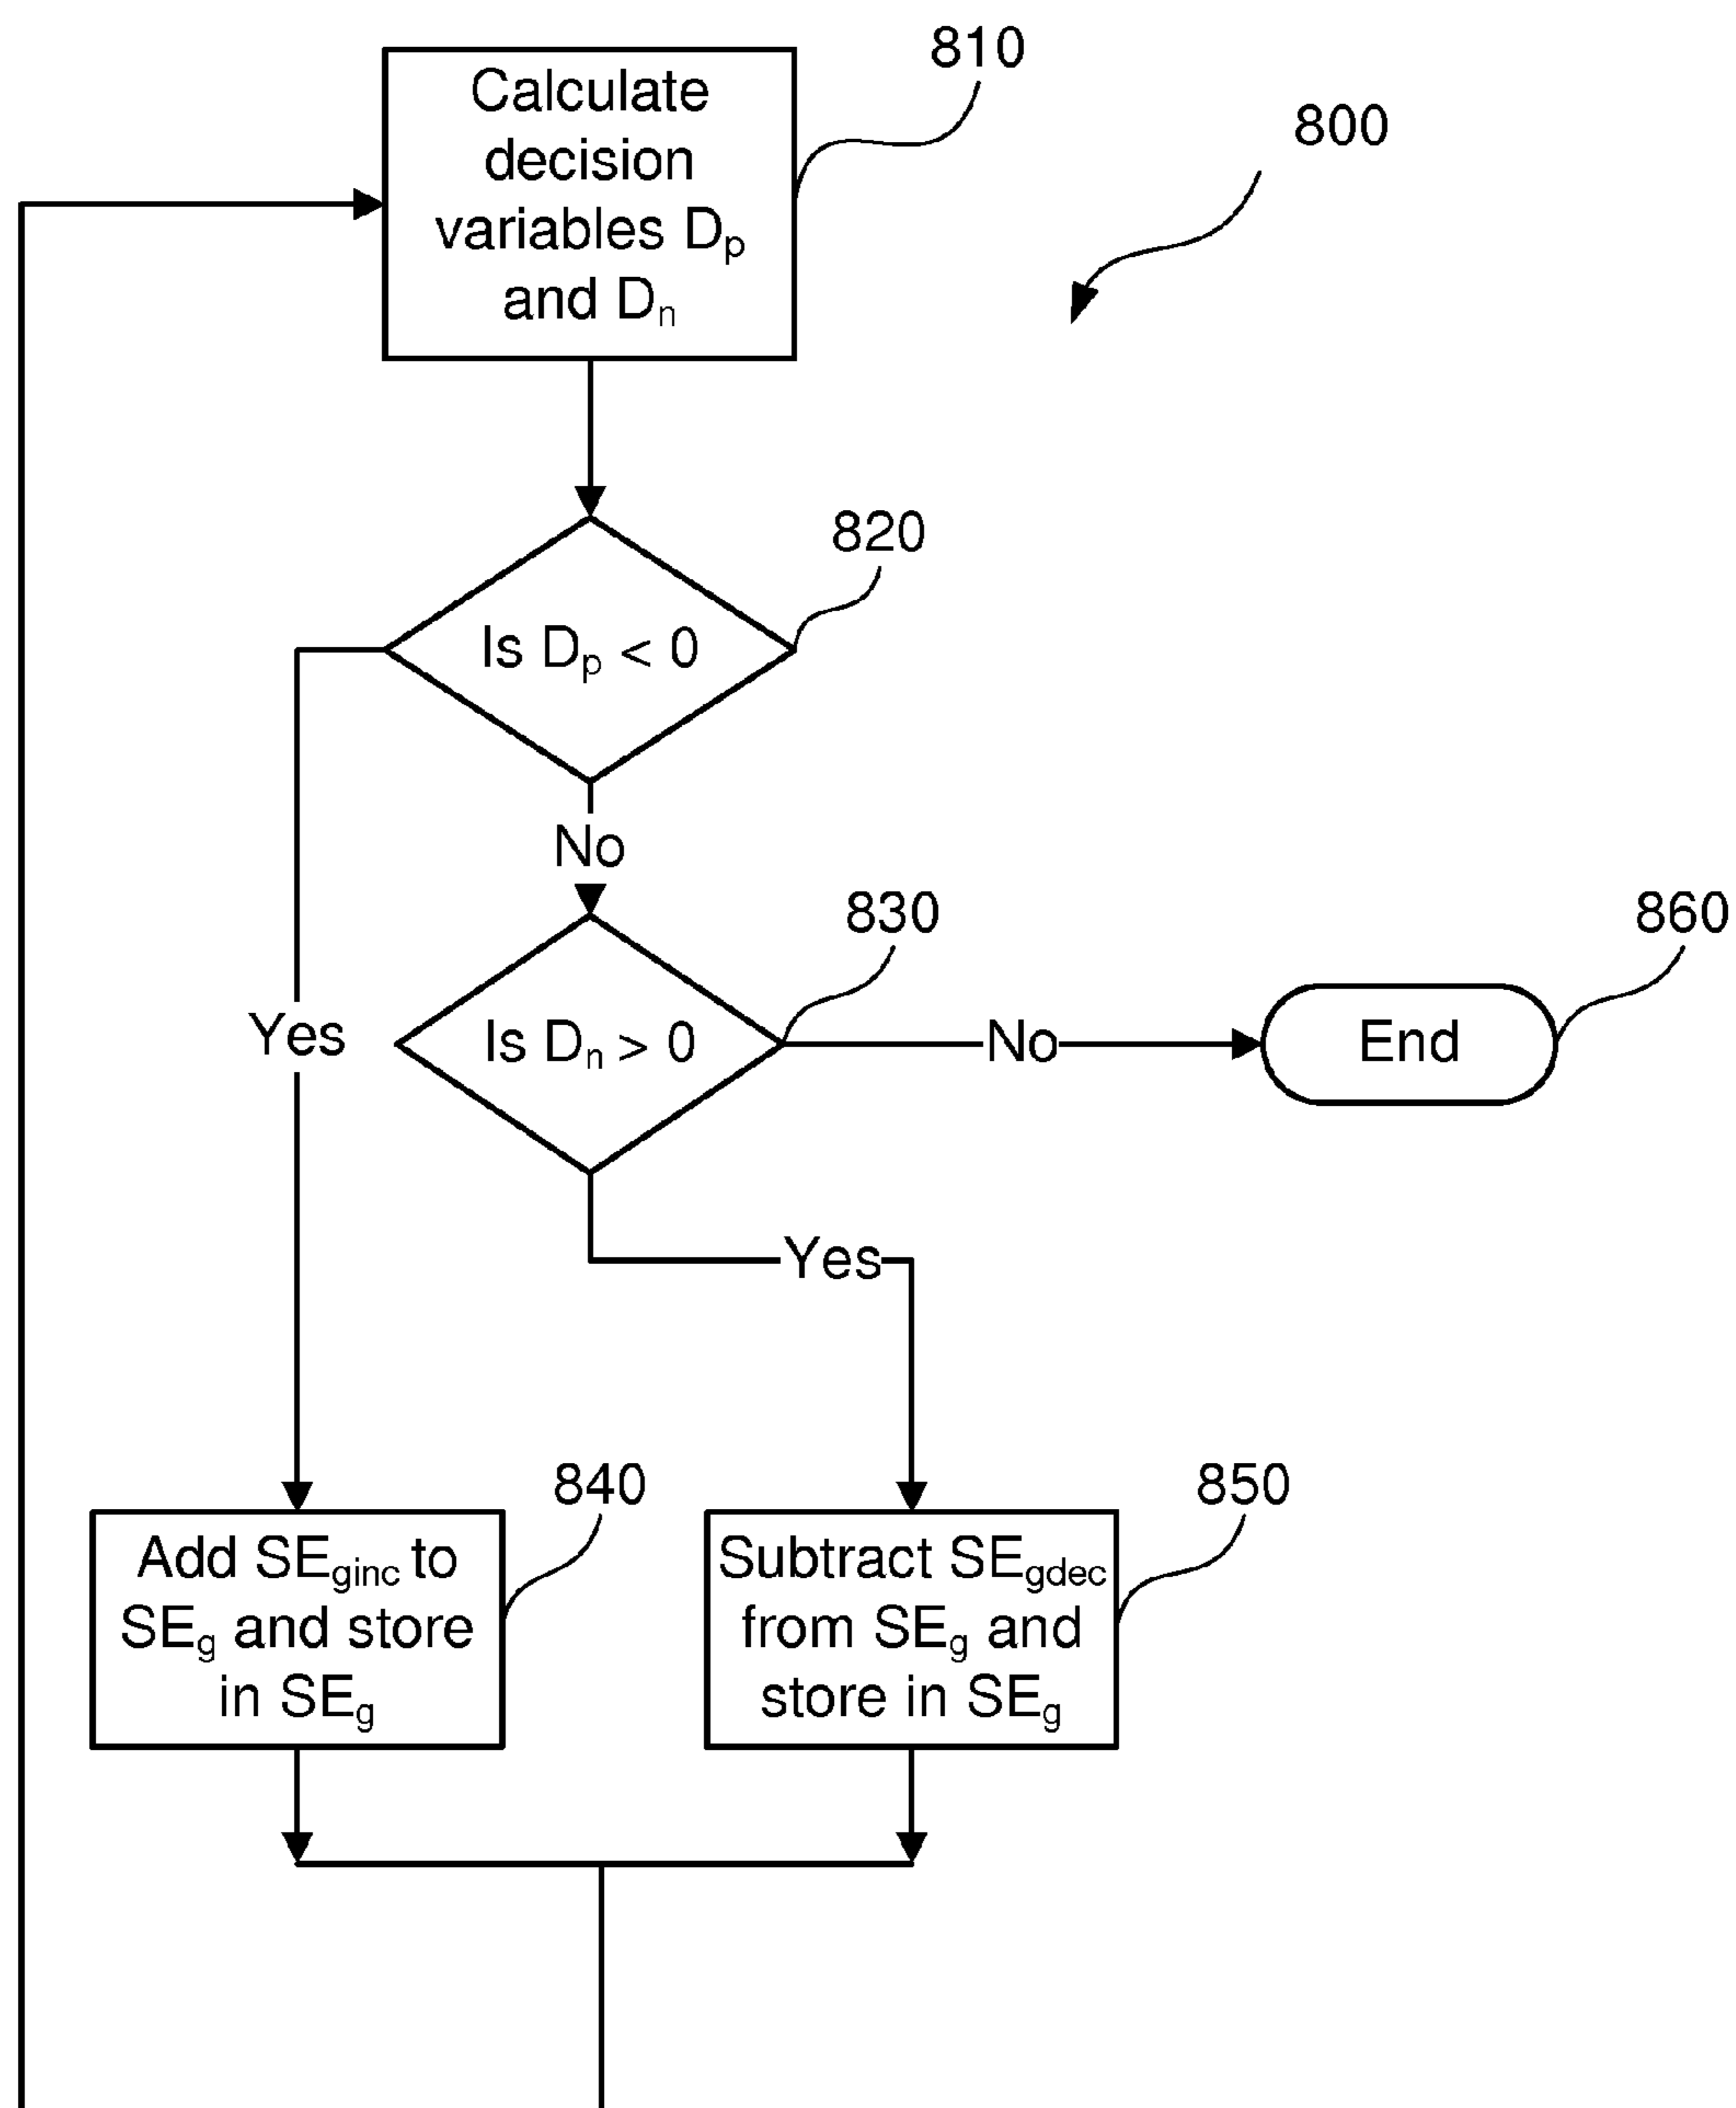 810
800
Calculate
decision
variables Dp
and Dn
820
Is Dp < 0
No
830
860
Yes
Is Dn > 0
No
End
Yes
840
850
Add SEginc to
SEg and store
in SEg
Subtract SEgdec
from SEg and
store in SEg